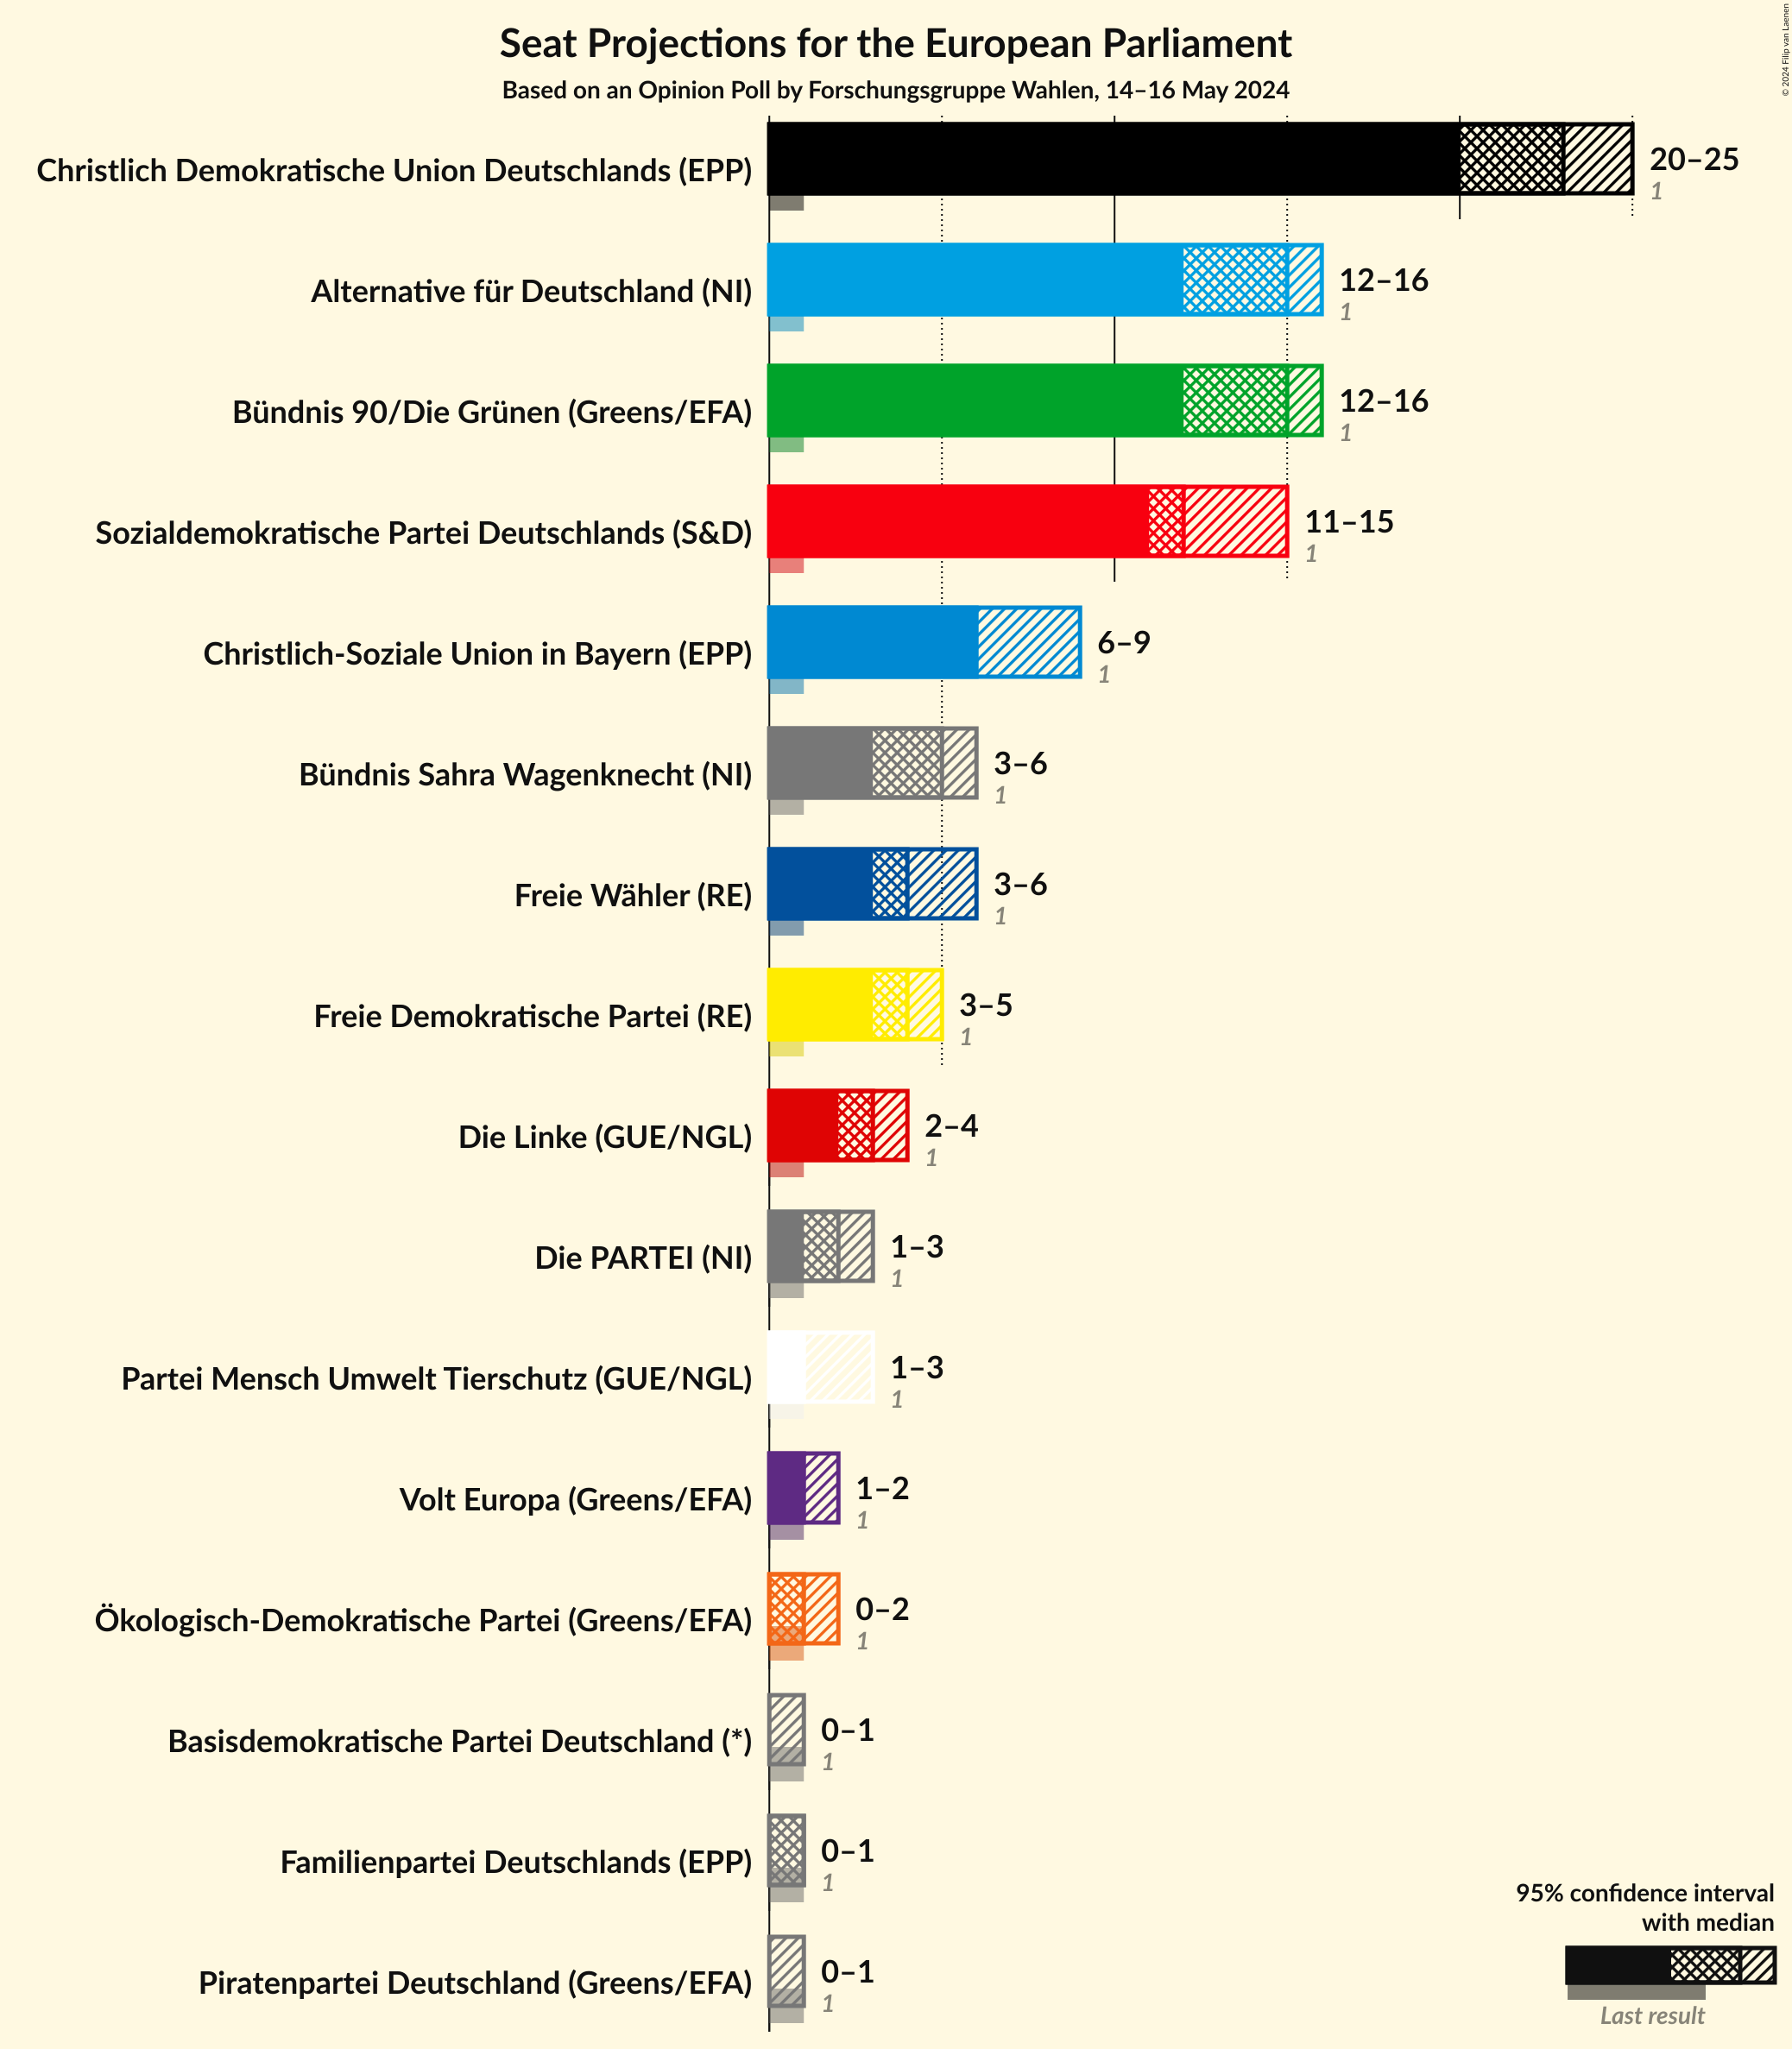 Seat Projections for the European Parliament
Based on an Opinion Poll by Forschungsgruppe Wahlen, 14–16 May 2024
© 2024 Filip van Laenen
Christlich Demokratische Union Deutschlands (EPP)
20–25
1
Alternative für Deutschland (NI)
12–16
1
Bündnis 90/Die Grünen (Greens/EFA)
12–16
1
Sozialdemokratische Partei Deutschlands (S&D)
11–15
1
Christlich-Soziale Union in Bayern (EPP)
6–9
1
Bündnis Sahra Wagenknecht (NI)
3–6
1
Freie Wähler (RE)
3–6
1
Freie Demokratische Partei (RE)
3–5
1
Die Linke (GUE/NGL)
2–4
1
Die PARTEI (NI)
1–3
1
Partei Mensch Umwelt Tierschutz (GUE/NGL)
1–3
1
Volt Europa (Greens/EFA)
1–2
1
Ökologisch-Demokratische Partei (Greens/EFA)
0–2
1
Basisdemokratische Partei Deutschland (*)
0–1
1
Familienpartei Deutschlands (EPP)
0–1
1
Piratenpartei Deutschland (Greens/EFA)
0–1
1
95% confidence interval
with median
Last result